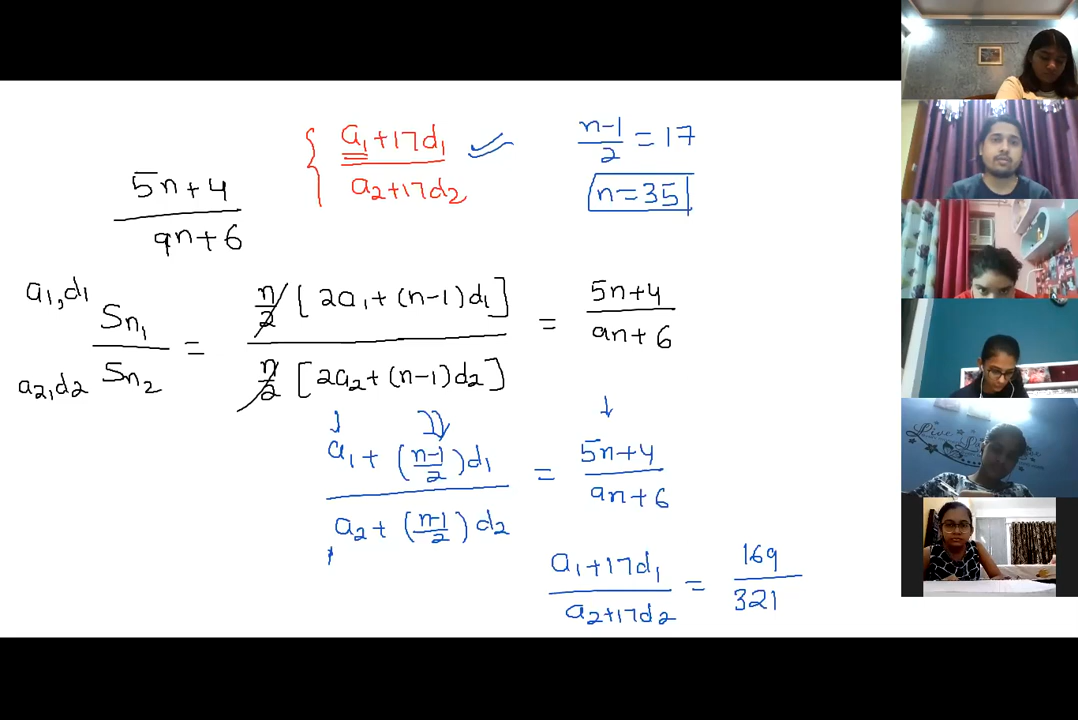 5n+4
9n+6
{ a₁+17d₁
a₂+17d₂
n-1/2 = 17
n=35
a₁,d₁
a₂,d₂
Sn₁/Sn₂ = n/2 [2a₁+(n-1)d₁] / n/2 [2a₂+(n-1)d₂] = 5n+4/9n+6
a₁+(n-1/2)d₁ / a₂+(n-1/2)d₂ = 5n+4/9n+6
a₁+17d₁/a₂+17d₂ = 169/321
Live